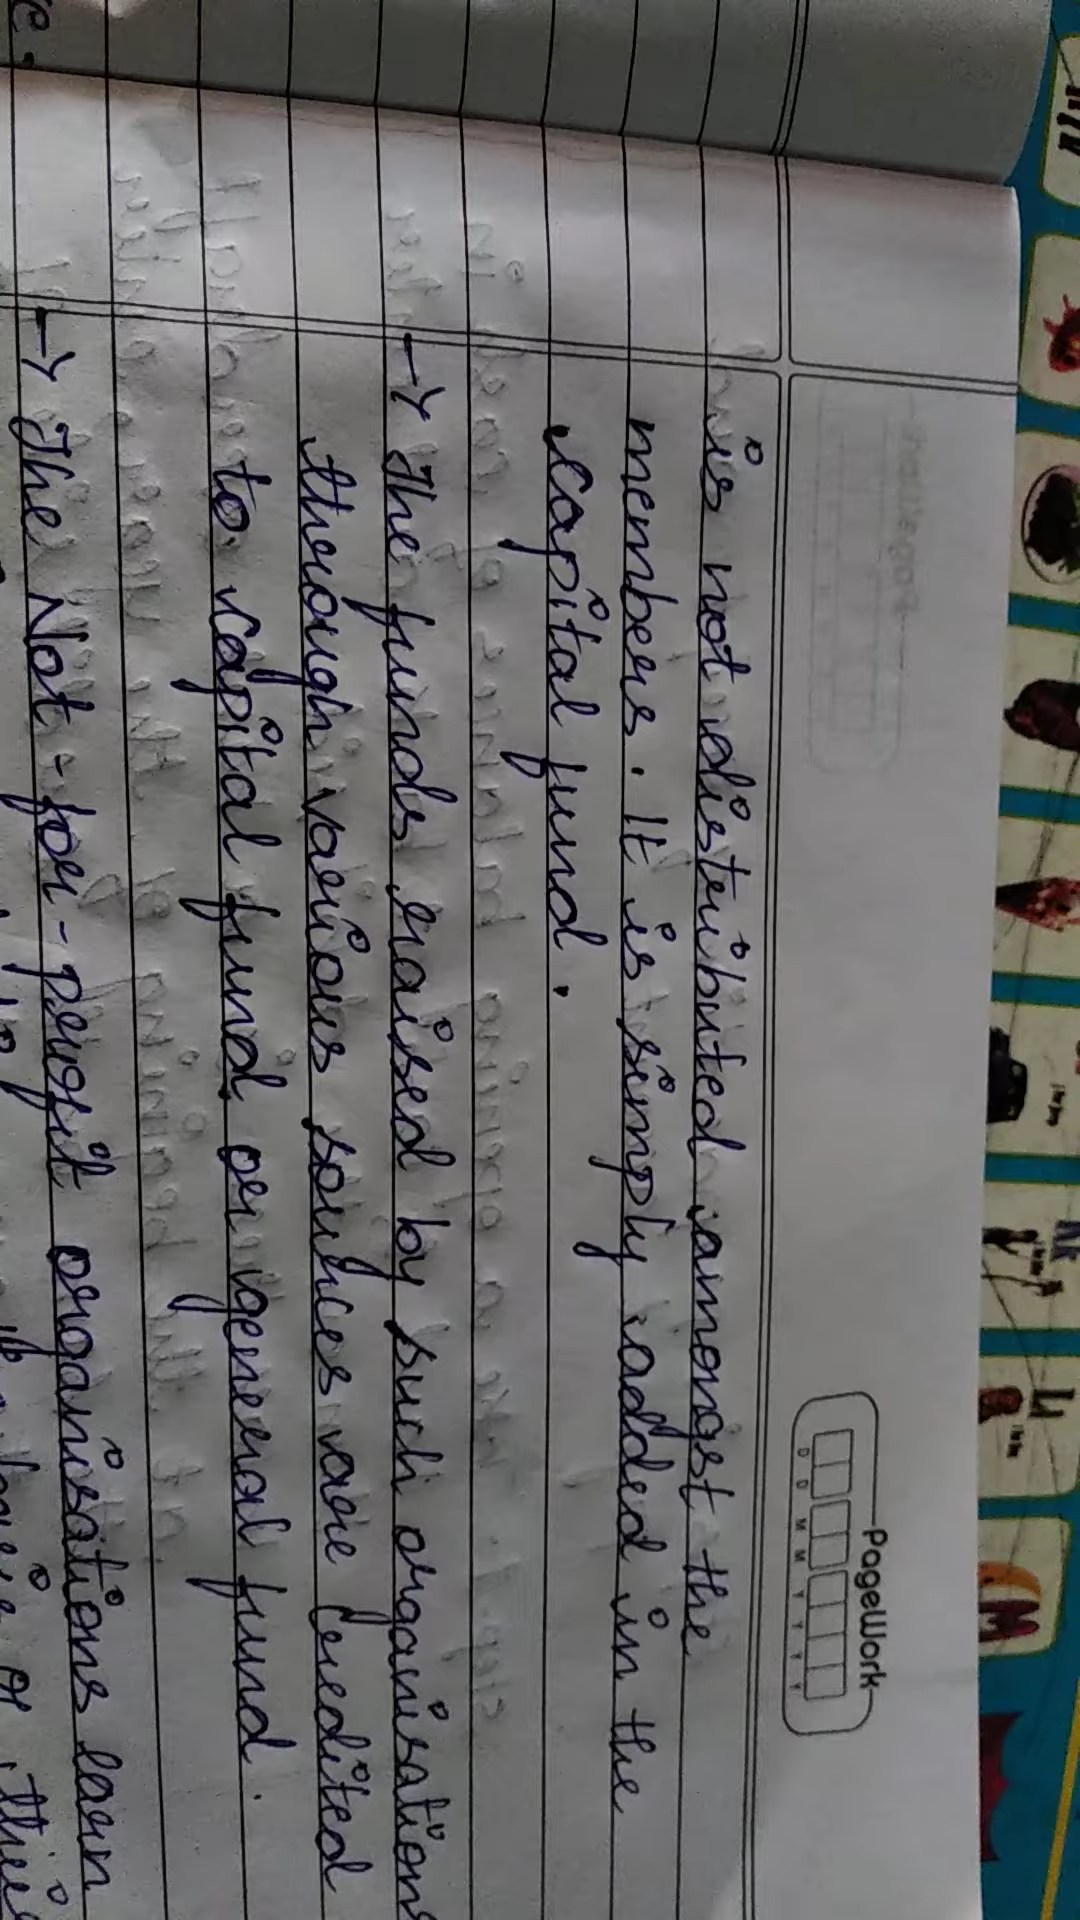 PageWork
D D M M Y Y Y Y
is not distributed amongst the
members. It is simply added in the
capital fund.
→ The funds raised by such organisations
through various sources are credited
to capital fund or general fund.
→ The Not-for-profit organisations earn